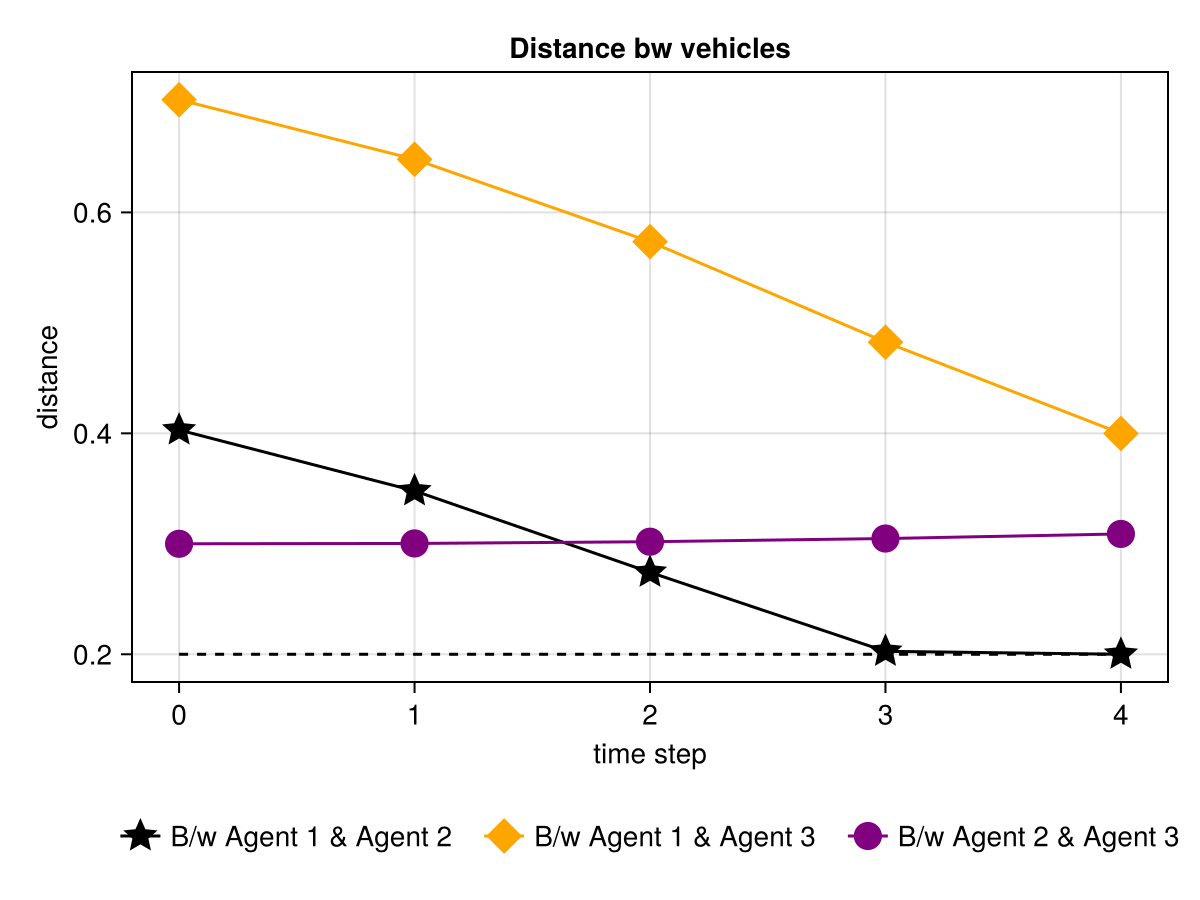 Distance bw vehicles
distance
0.6
0.4
0.2
0 1 2 3 4
time step
B/w Agent 1 & Agent 2 B/w Agent 1 & Agent 3 B/w Agent 2 & Agent 3